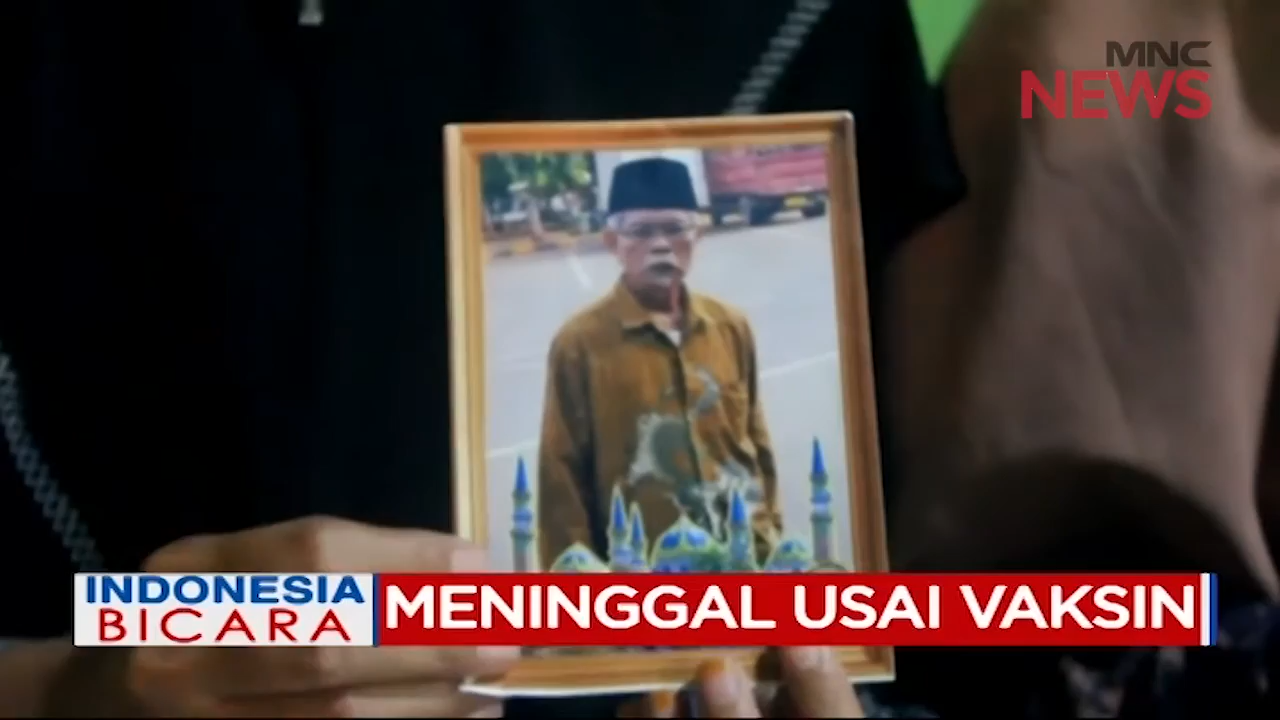 MNC
NEWS
INDONESIA
BICARA
MENINGGAL USAI VAKSIN